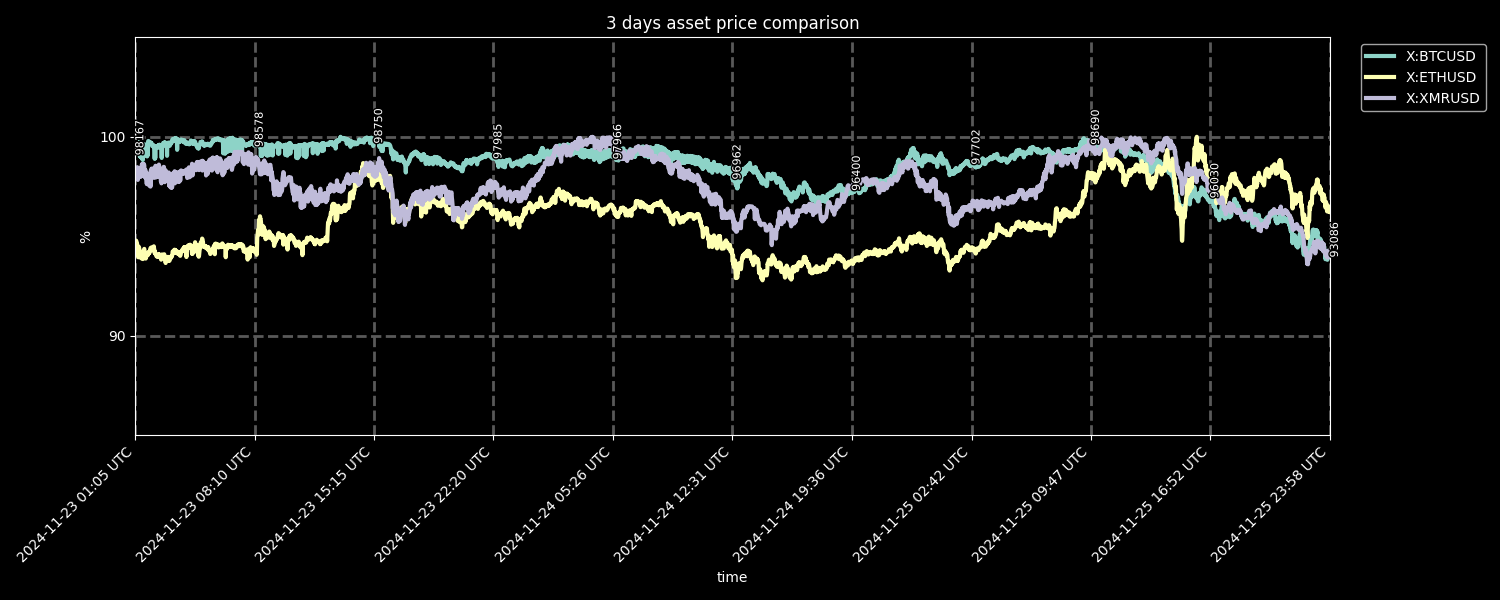 3 days asset price comparison
X:BTCUSD
X:ETHUSD
X:XMRUSD
%
100
90
98167
98578
98750
97985
97966
96962
96400
97702
98690
96030
93086
2024-11-23 01:05 UTC
2024-11-23 08:10 UTC
2024-11-23 15:15 UTC
2024-11-23 22:20 UTC
2024-11-24 05:26 UTC
2024-11-24 12:31 UTC
2024-11-24 19:36 UTC
2024-11-25 02:42 UTC
2024-11-25 09:47 UTC
2024-11-25 16:52 UTC
2024-11-25 23:58 UTC
time